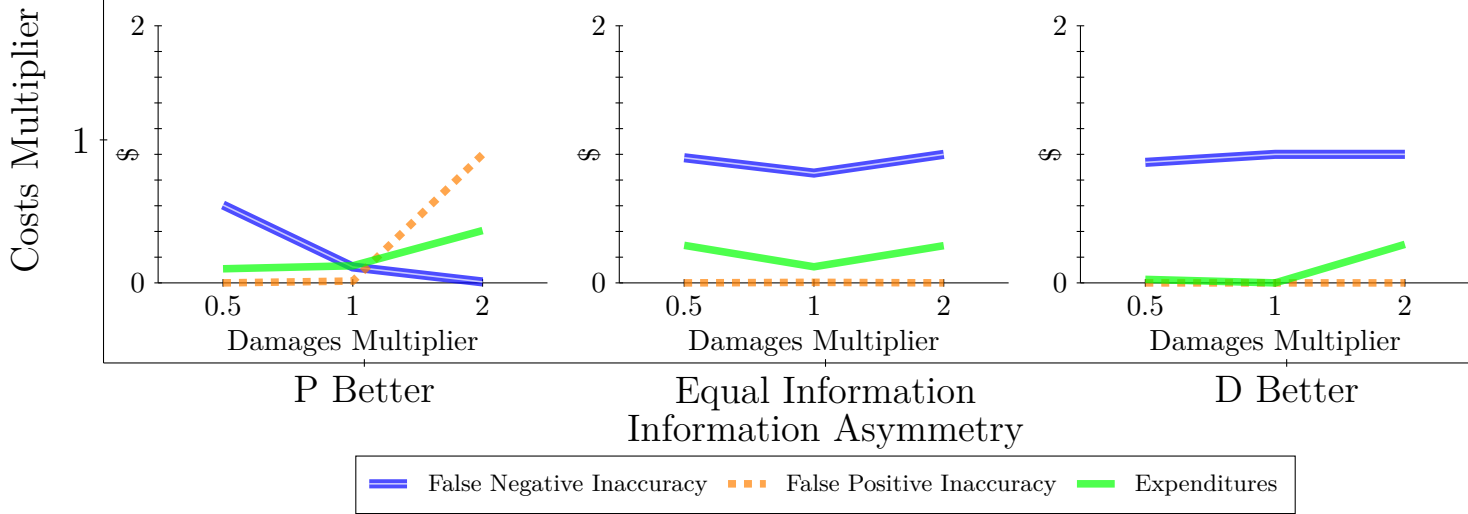 Costs Multiplier
1
2
$
0
0.5 1 2
Damages Multiplier
P Better
2
$
0
0.5 1 2
Damages Multiplier
Equal Information
2
$
0
0.5 1 2
Damages Multiplier
D Better
Information Asymmetry
False Negative Inaccuracy False Positive Inaccuracy Expenditures